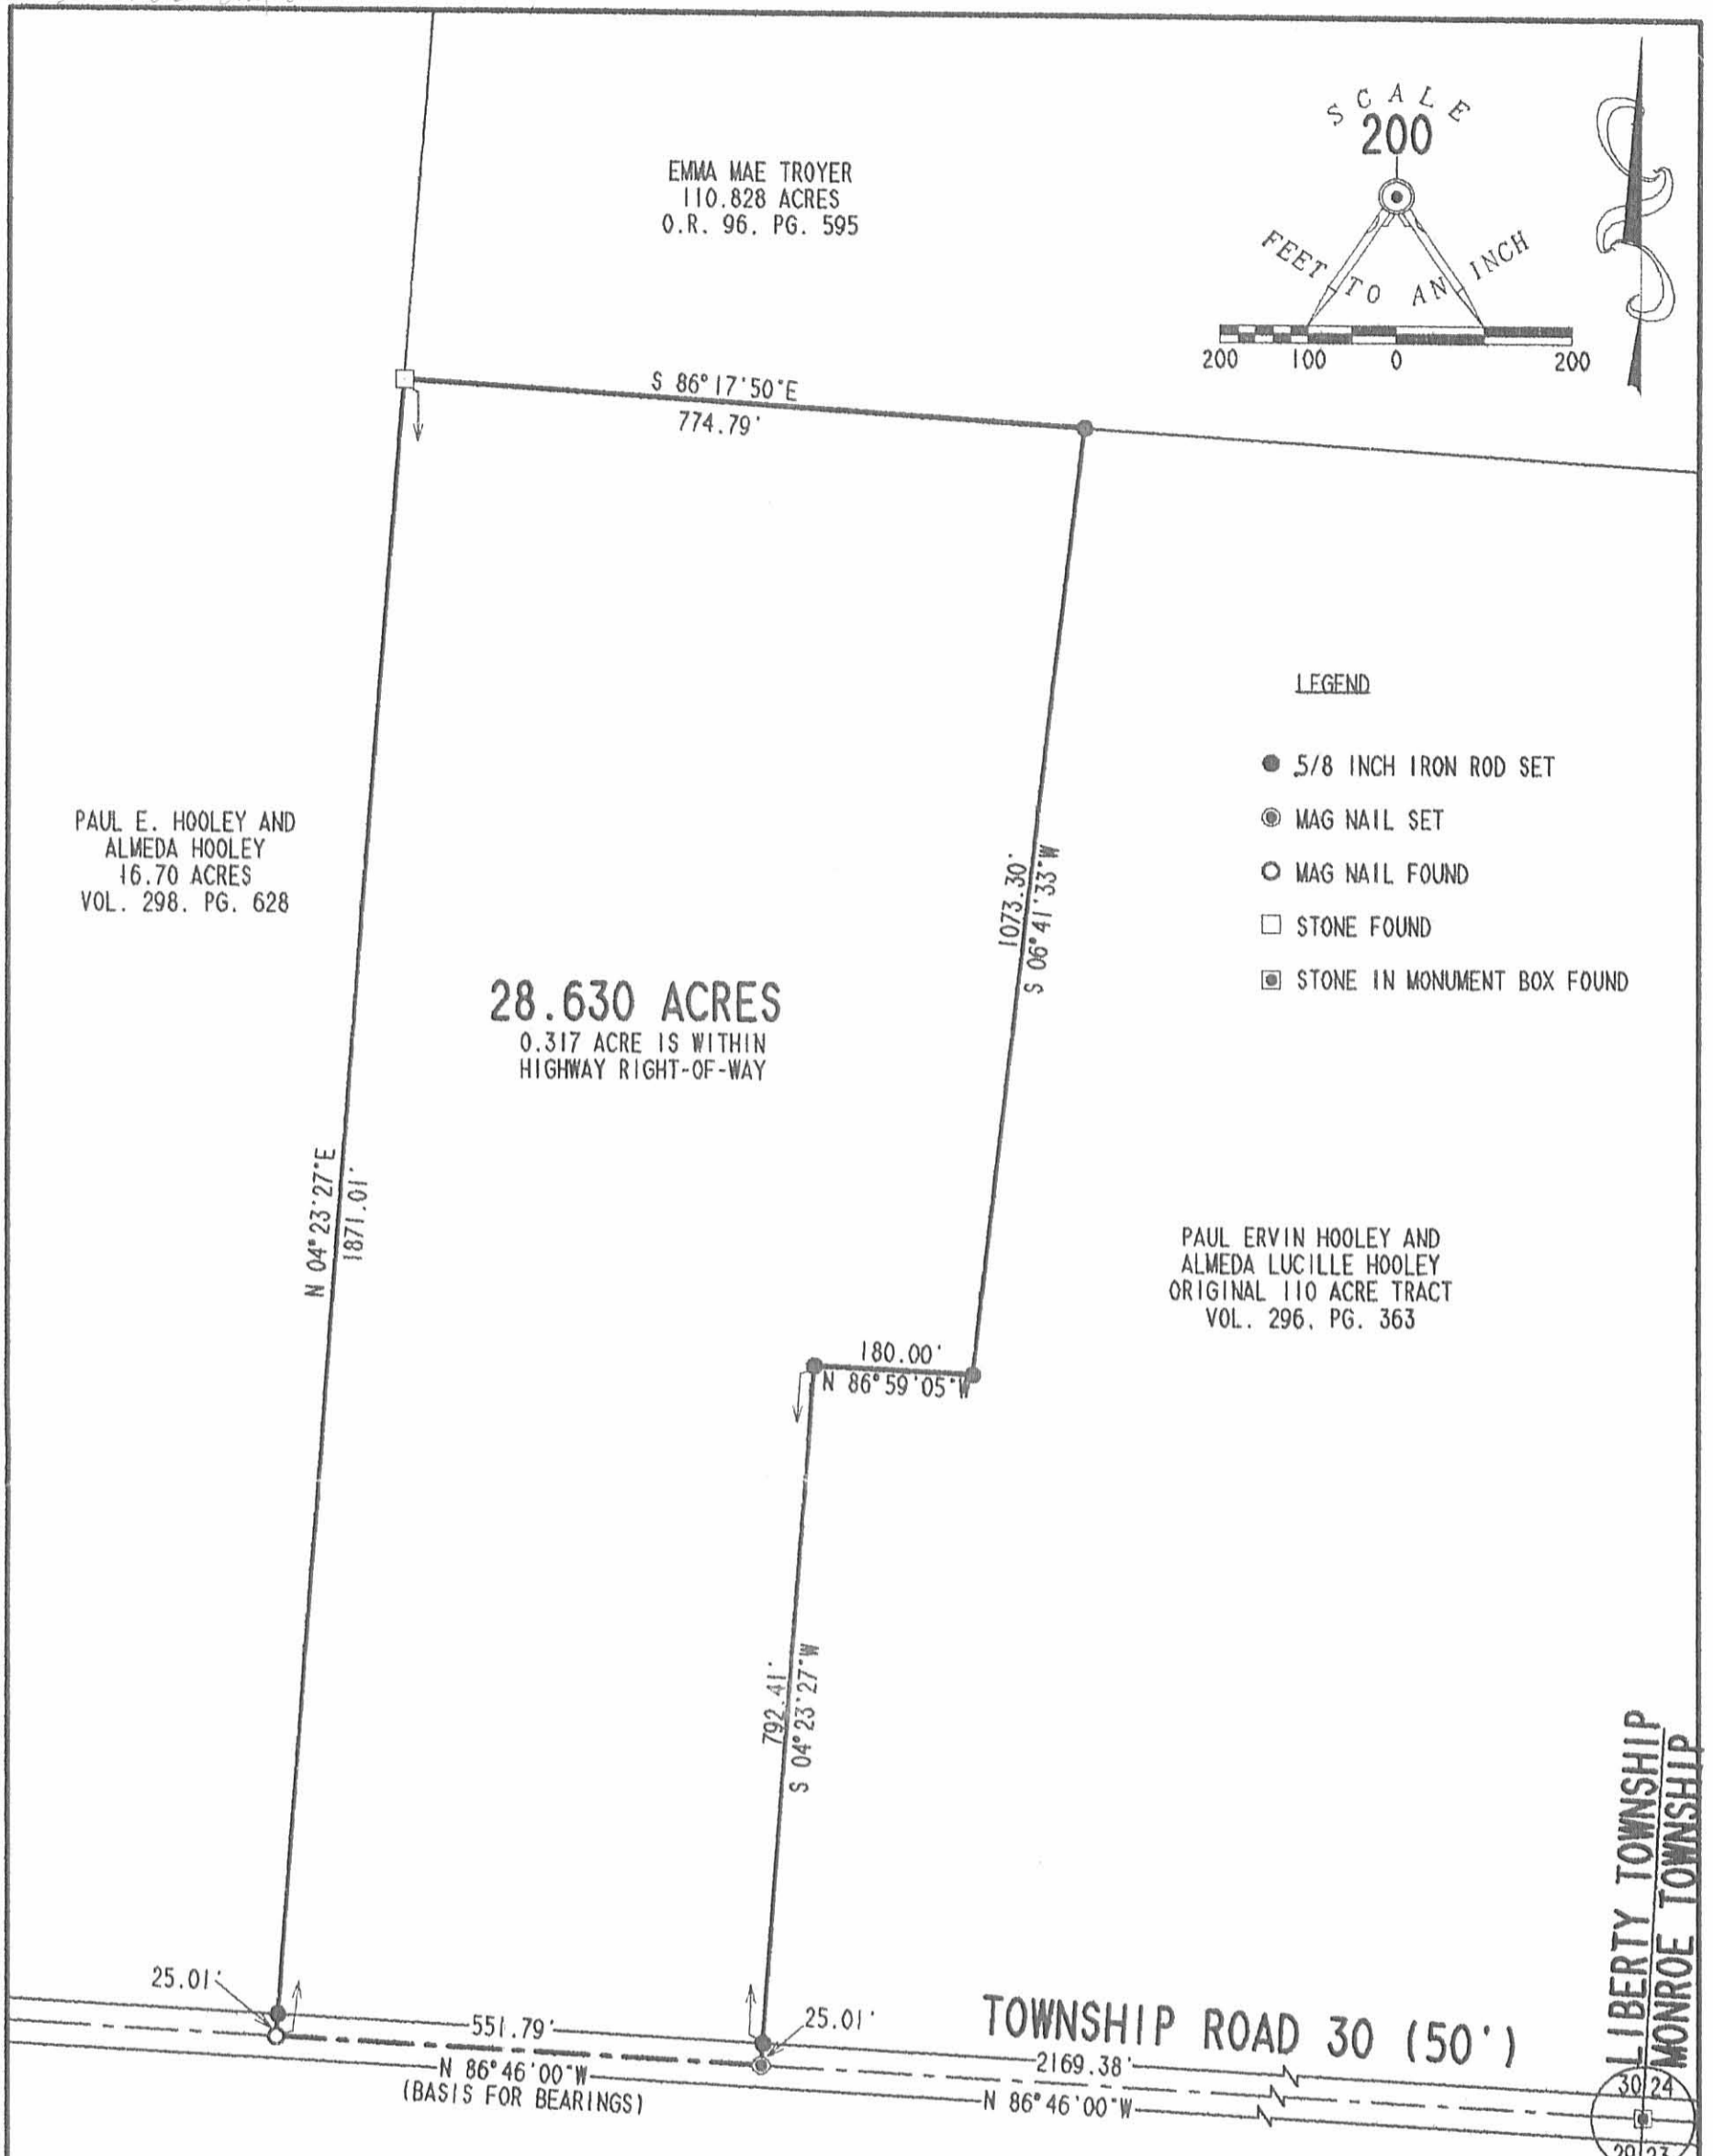 SCALE
200
FEET TO AN INCH
200 100 0 200
EMMA MAE TROYER
110.828 ACRES
O.R. 96. PG. 595
S 86°17'50"E
774.79'
LEGEND
5/8 INCH IRON ROD SET
MAG NAIL SET
MAG NAIL FOUND
STONE FOUND
STONE IN MONUMENT BOX FOUND
PAUL E. HOOLEY AND
ALMEDA HOOLEY
16.70 ACRES
VOL. 298. PG. 628
1073.30'
S 06°41'33"W
28.630 ACRES
0.317 ACRE IS WITHIN
HIGHWAY RIGHT-OF-WAY
N 04°23'27"E
1871.01'
PAUL ERVIN HOOLEY AND
ALMEDA LUCILLE HOOLEY
ORIGINAL 110 ACRE TRACT
VOL. 296. PG. 363
180.00'
N 86°59'05"W
792.41'
S 04°23'27"W
LIBERTY TOWNSHIP
MONROE TOWNSHIP
25.01'
551.79'
25.01'
TOWNSHIP ROAD 30 (50')
N 86°46'00"W
(BASIS FOR BEARINGS)
2169.38'
N 86°46'00"W
30 24
29 23